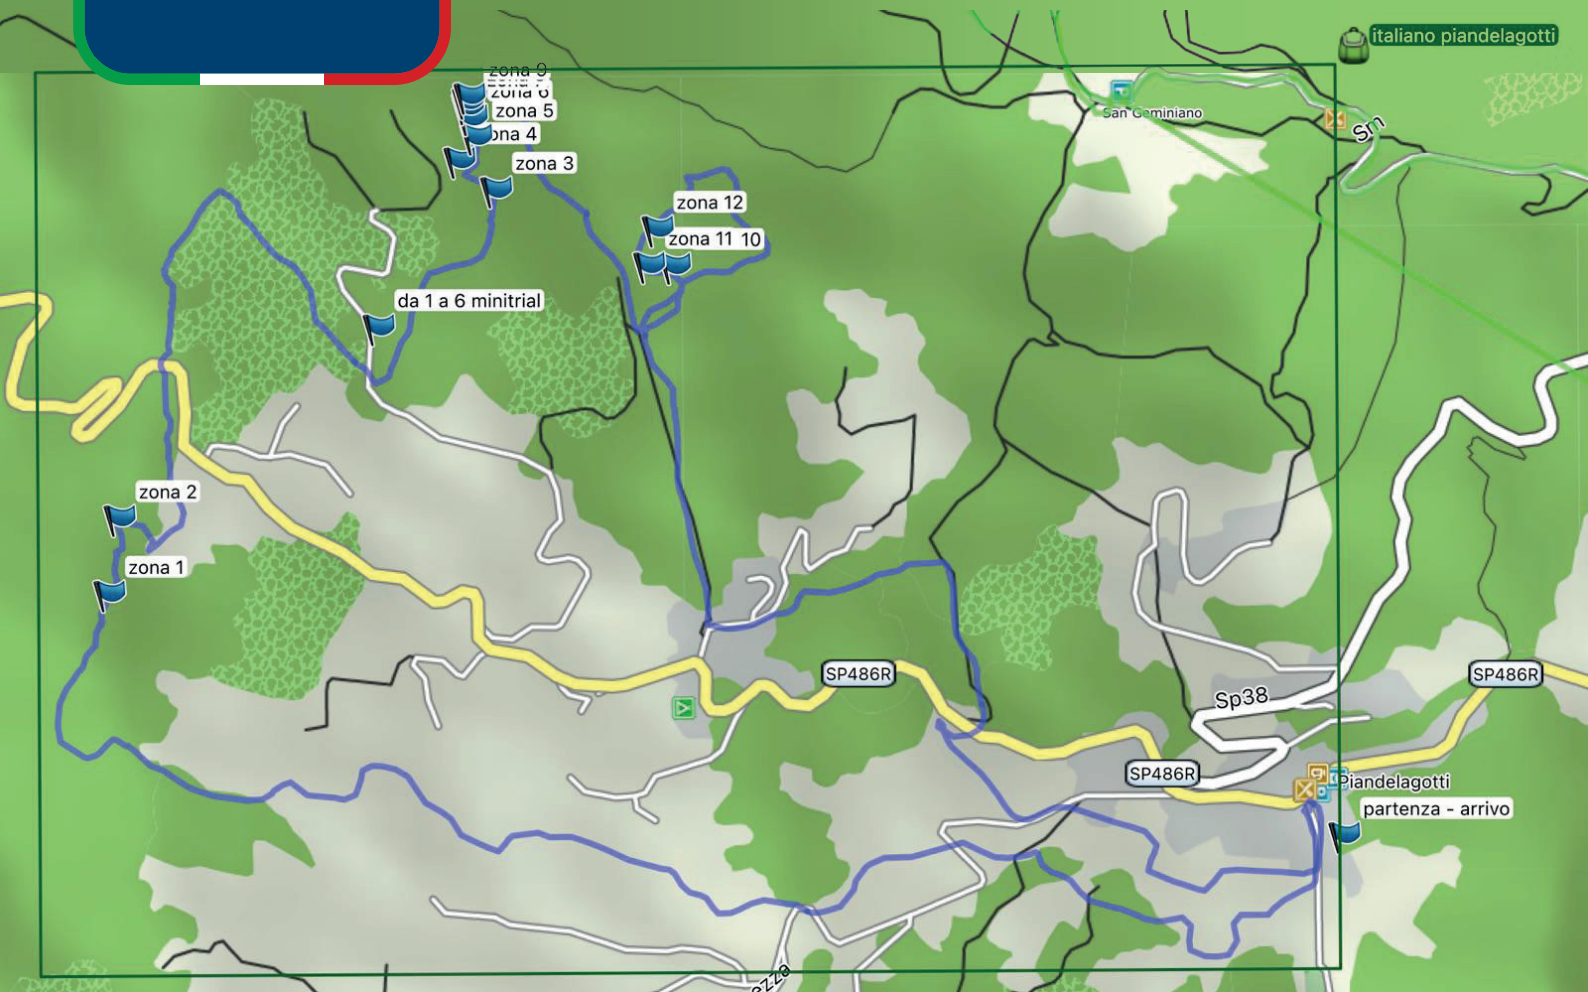 italiano piandelagotti
zona 9
zona 6
zona 5
zona 4
zona 3
San Geminiano
Sm
zona 12
zona 11 10
da 1 a 6 minitrial
zona 2
zona 1
SP486R
SP486R
Sp38
SP486R
Piandelagotti
partenza - arrivo